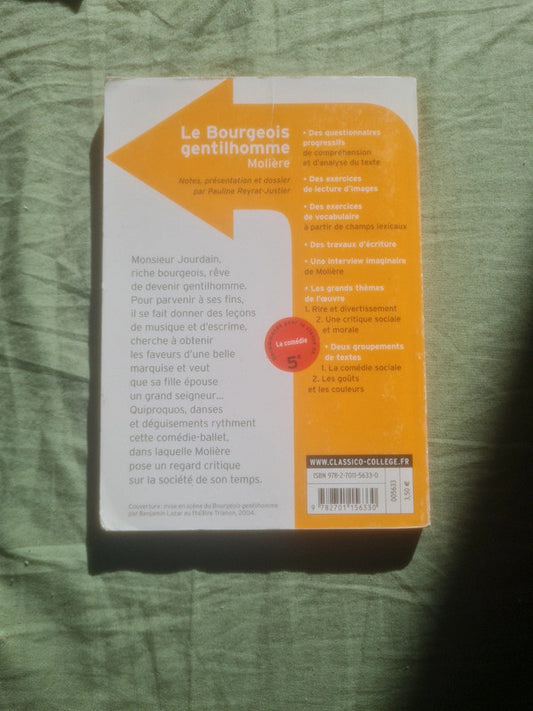 Le Bourgeois
gentilhomme
Molière
Notes, présentation et dossier
par Pauline Reyrat-Justier
Monsieur Jourdain,
riche bourgeois, rêve
de devenir gentilhomme.
Pour parvenir à ses fins,
il se fait donner des leçons
de musique et d'escrime,
cherche à obtenir
les faveurs d'une belle
marquise et veut
que sa fille épouse
un grand seigneur...
Quiproquos, danses
et déguisements rythment
cette comédie-ballet,
dans laquelle Molière
pose un regard critique
sur la société de son temps.
Couverture: mise en scène du Bourgeois gentilhomme
par Benjamin Lazar au théâtre Trianon, 2004.
• Des questionnaires
progressifs
de compréhension
et d'analyse du texte
• Des exercices
de lecture d'images
• Des exercices
de vocabulaire
à partir de champs lexicaux
• Des travaux d'écriture
• Une interview imaginaire
de Molière
• Les grands thèmes
de l'œuvre
1. Rire et divertissement
2. Une critique sociale
et morale
• Deux groupements
de textes
1. La comédie sociale
2. Les goûts
et les couleurs
La comédie
5e
WWW.CLASSICO-COLLEGE.FR
ISBN 978-2-7011-5633-0
9 782701 156330
005633
3,50 €